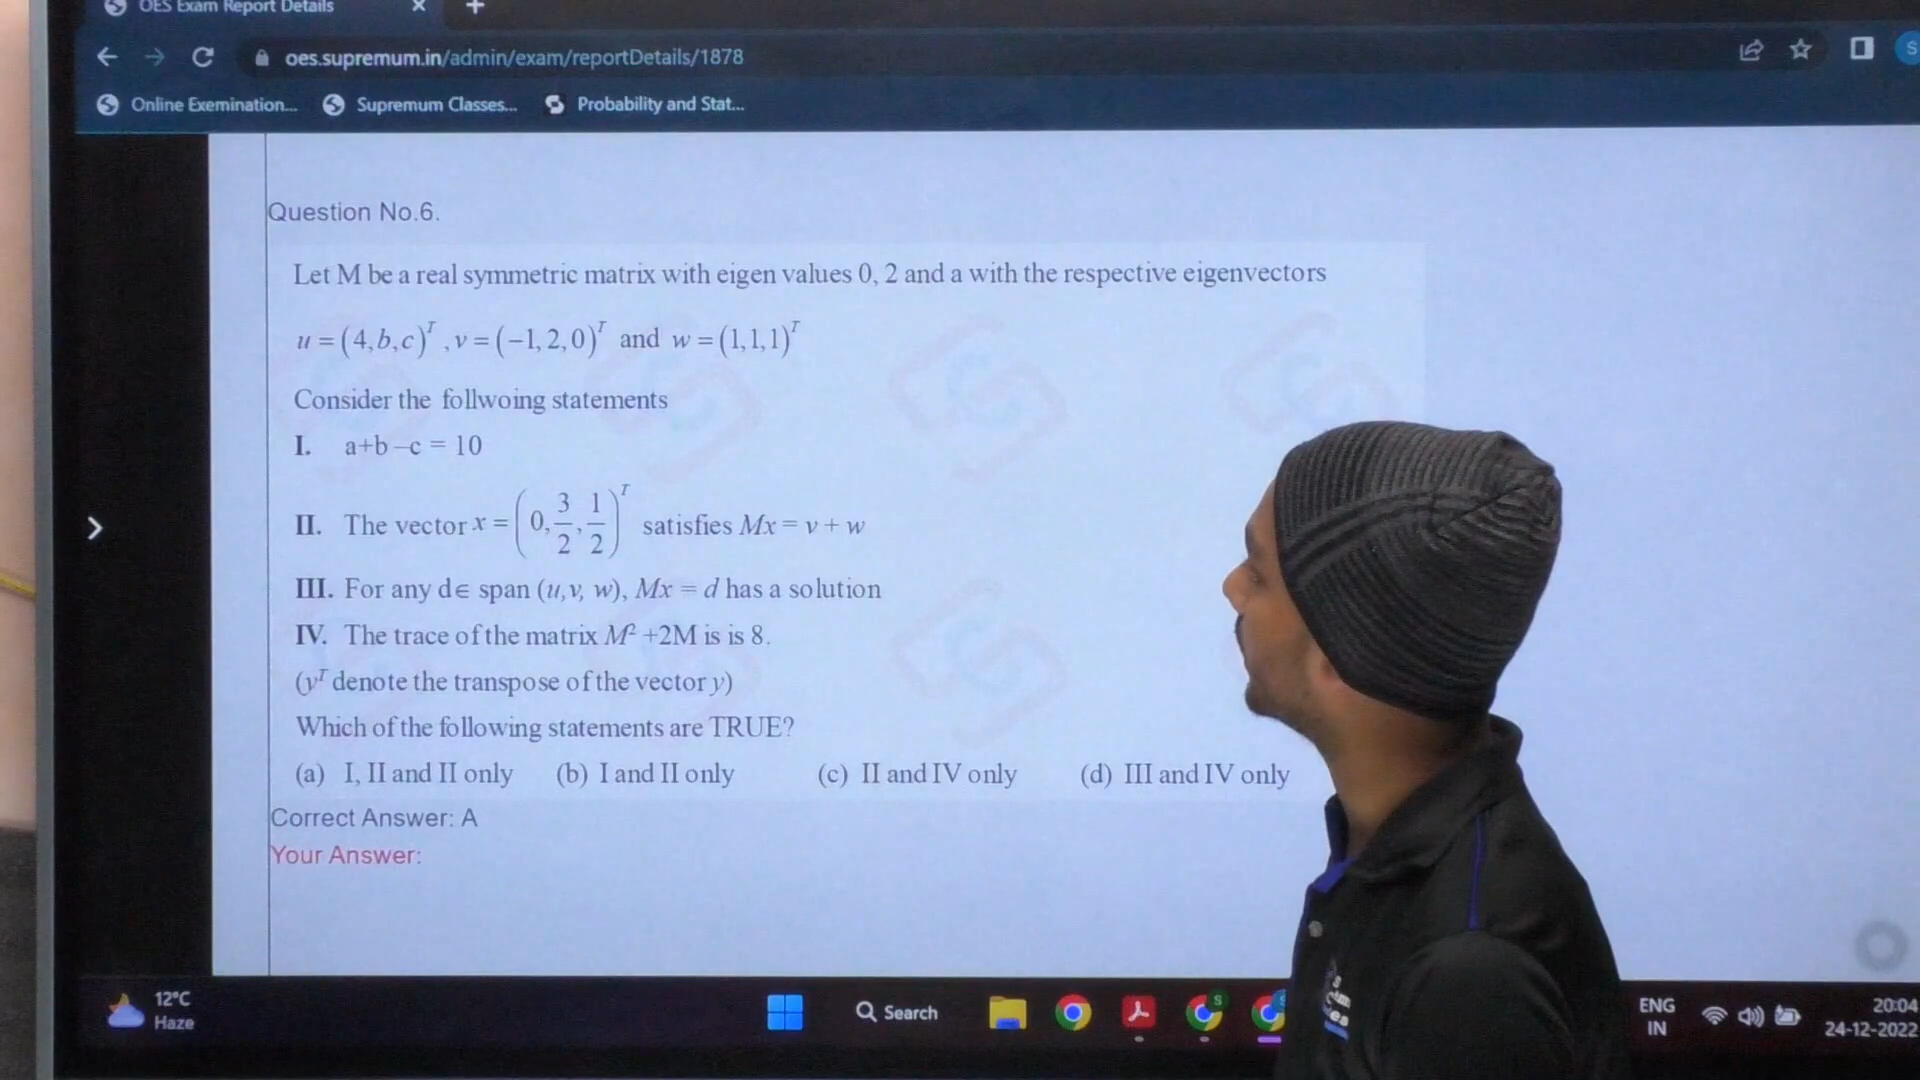 OES Exam Report Details
oes.supremum.in/admin/exam/reportDetails/1878
Online Exemination... Supremum Classes... Probability and Stat...
Question No.6.
Let M be a real symmetric matrix with eigen values 0, 2 and a with the respective eigenvectors
u = (4,b,c)ᵀ, v = (−1,2,0)ᵀ and w = (1,1,1)ᵀ
Consider the follwoing statements
I. a+b–c = 10
II. The vector x = (0, 3/2, 1/2)ᵀ satisfies Mx = v + w
III. For any d∈ span (u,v, w), Mx = d has a solution
IV. The trace of the matrix M² +2M is is 8.
(yᵀ denote the transpose of the vector y)
Which of the following statements are TRUE?
(a) I, II and II only (b) I and II only (c) II and IV only (d) III and IV only
Correct Answer: A
Your Answer:
12°C
Haze
Search
ENG
IN
20:04
24-12-2022